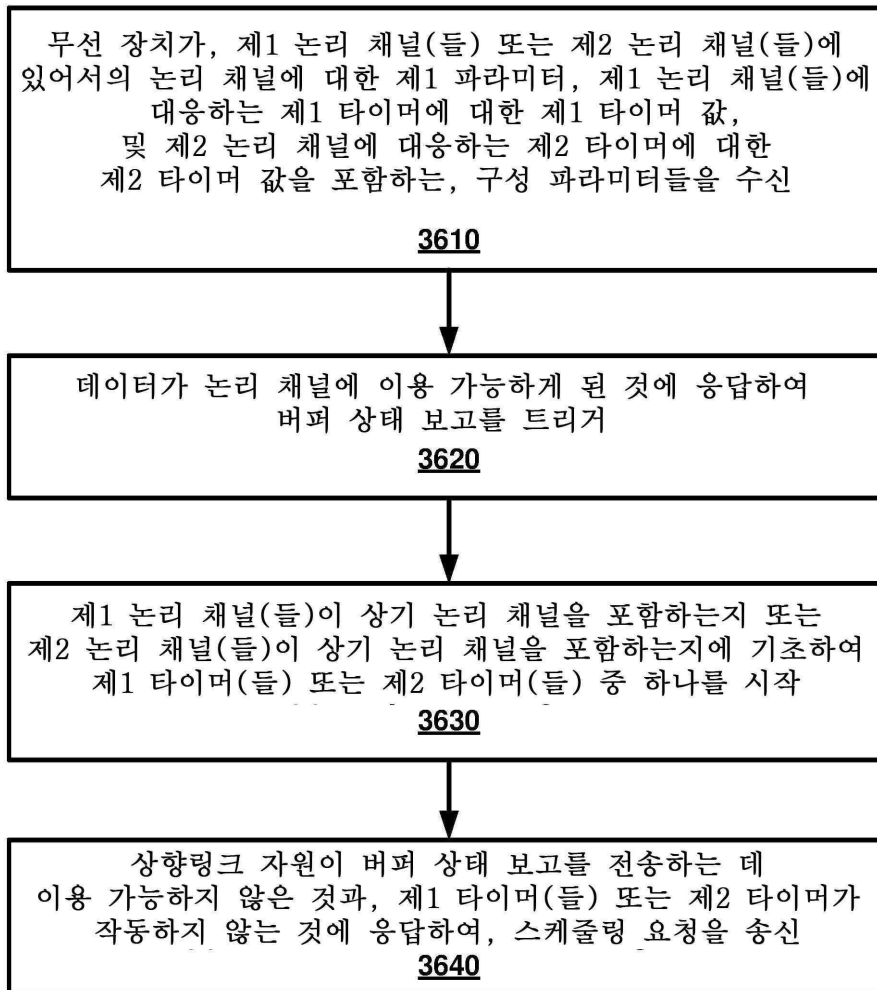 무선 장치가, 제1 논리 채널(들) 또는 제2 논리 채널(들)에
있어서의 논리 채널에 대한 제1 파라미터, 제1 논리 채널(들)에
대응하는 제1 타이머에 대한 제1 타이머 값,
및 제2 논리 채널에 대응하는 제2 타이머에 대한
제2 타이머 값을 포함하는, 구성 파라미터들을 수신
3610
데이터가 논리 채널에 이용 가능하게 된 것에 응답하여
버퍼 상태 보고를 트리거
3620
제1 논리 채널(들)이 상기 논리 채널을 포함하는지 또는
제2 논리 채널(들)이 상기 논리 채널을 포함하는지에 기초하여
제1 타이머(들) 또는 제2 타이머(들) 중 하나를 시작
3630
상향링크 자원이 버퍼 상태 보고를 전송하는 데
이용 가능하지 않은 것과, 제1 타이머(들) 또는 제2 타이머가
작동하지 않는 것에 응답하여, 스케줄링 요청을 송신
3640